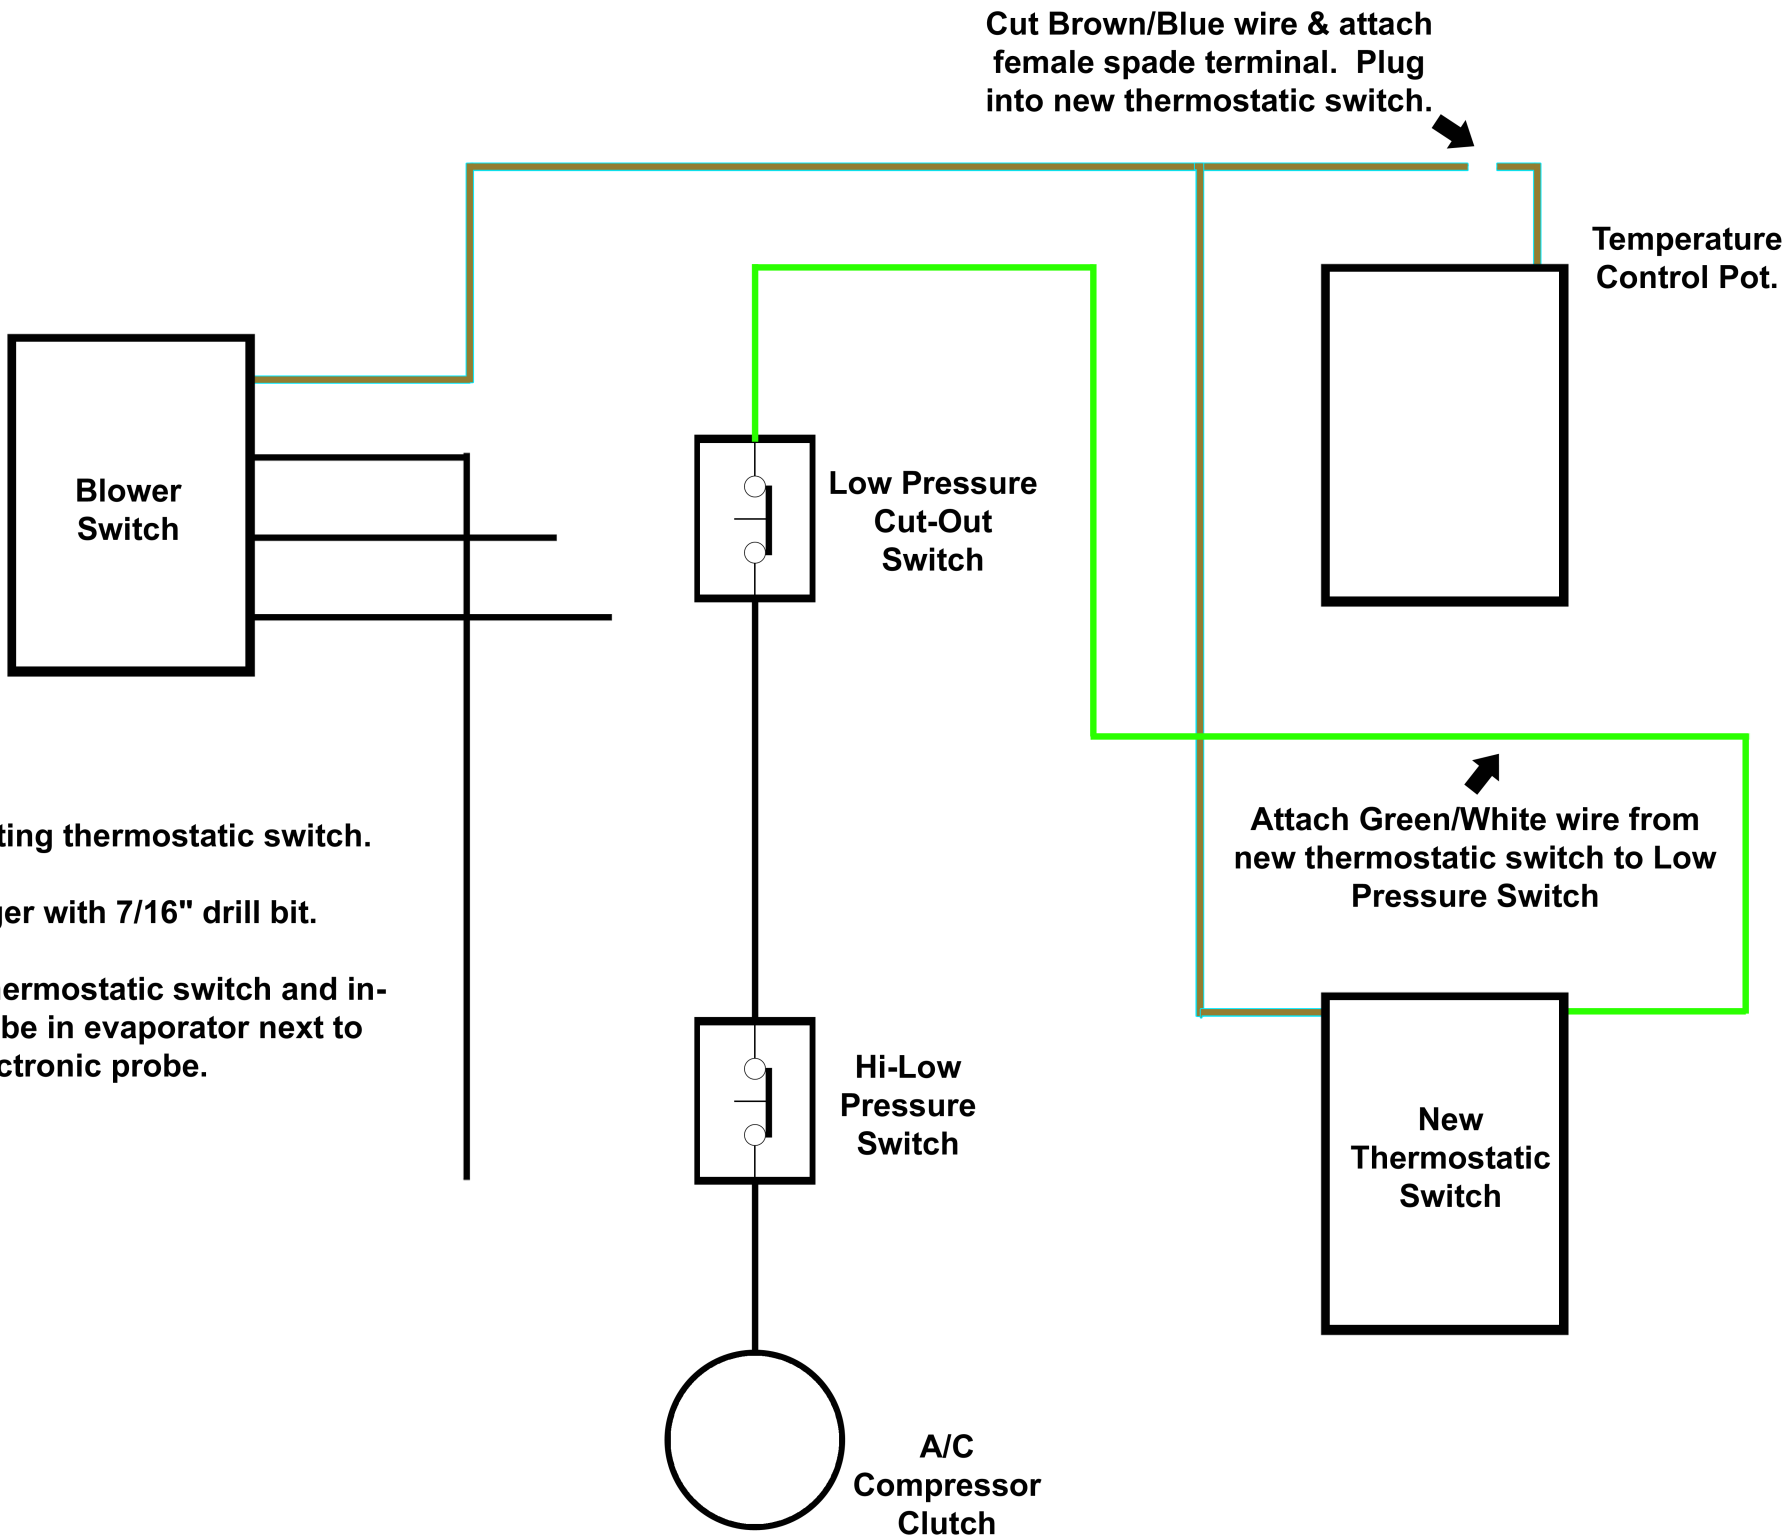 Cut Brown/Blue wire & attach
female spade terminal. Plug
into new thermostatic switch.
Temperature
Control Pot.
Blower
Switch
Low Pressure
Cut-Out
Switch
Attach Green/White wire from
new thermostatic switch to Low
Pressure Switch
ting thermostatic switch.
ger with 7/16" drill bit.
ermostatic switch and in-
be in evaporator next to
ctronic probe.
Hi-Low
Pressure
Switch
New
Thermostatic
Switch
A/C
Compressor
Clutch